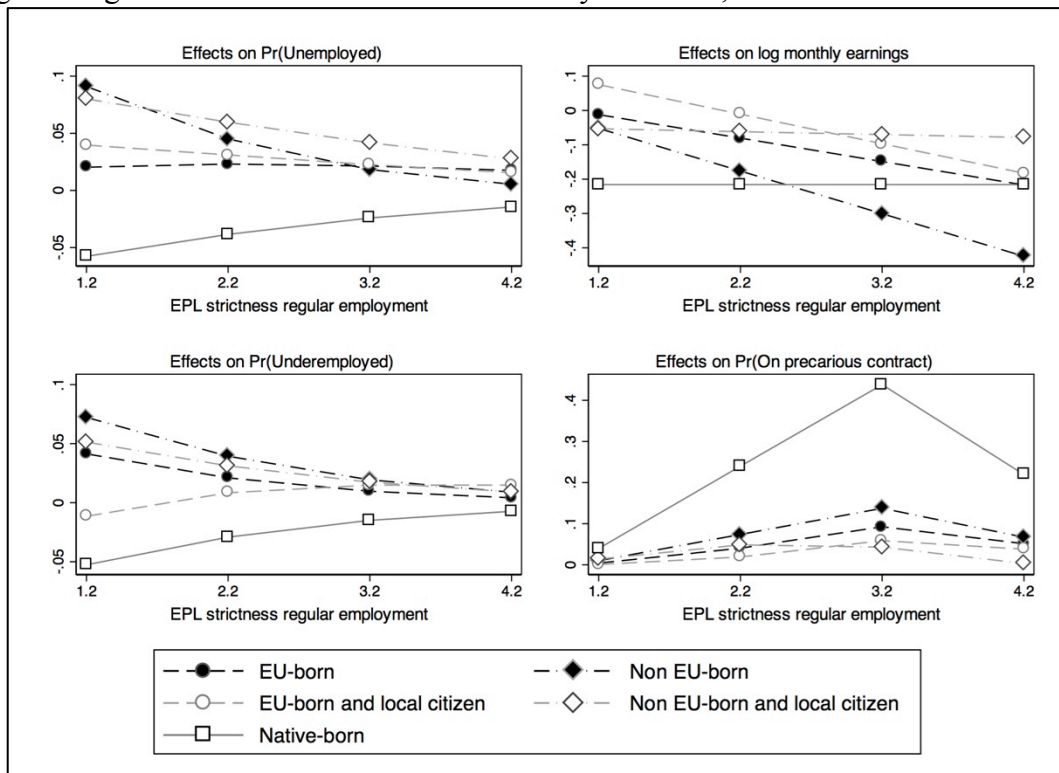 Effects on Pr(Unemployed)
.1
.05
0
-.05
1.2 2.2 3.2 4.2
EPL strictness regular employment
Effects on log monthly earnings
.1
0
-.1
-.2
-.3
-.4
1.2 2.2 3.2 4.2
EPL strictness regular employment
Effects on Pr(Underemployed)
.1
.05
0
-.05
1.2 2.2 3.2 4.2
EPL strictness regular employment
Effects on Pr(On precarious contract)
.4
.3
.2
.1
0
1.2 2.2 3.2 4.2
EPL strictness regular employment
EU-born Non EU-born
EU-born and local citizen Non EU-born and local citizen
Native-born